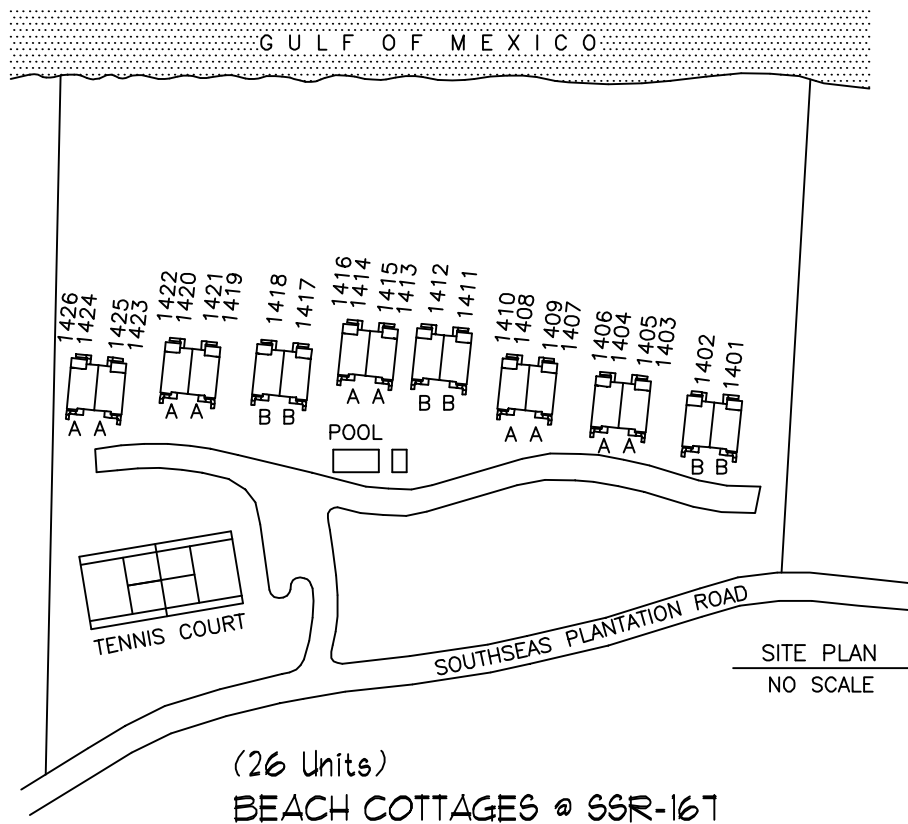 GULF OF MEXICO
1426
1424
1425
1423
1422
1420
1421
1419
1418
1417
1416
1414
1415
1413
1412
1411
1410
1408
1409
1407
1406
1404
1405
1403
1402
1401
A A
A A
B B
A A
B B
A A
A A
B B
POOL
TENNIS COURT
SOUTHSEAS PLANTATION ROAD
SITE PLAN
NO SCALE
(26 Units)
BEACH COTTAGES @ SSR-167